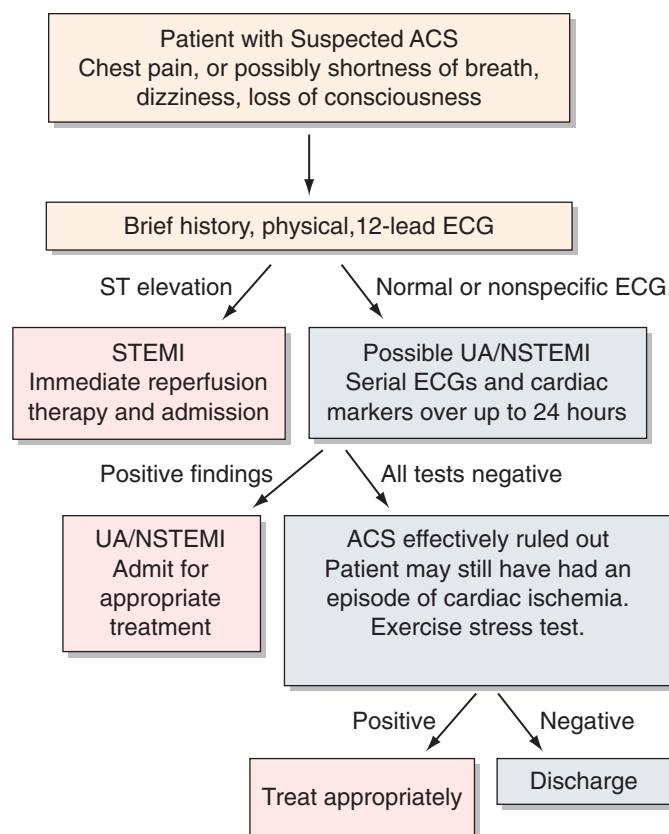 Patient with Suspected ACS
Chest pain, or possibly shortness of breath,
dizziness, loss of consciousness
Brief history, physical,12-lead ECG
ST elevation
Normal or nonspecific ECG
STEMI
Immediate reperfusion
therapy and admission
Possible UA/NSTEMI
Serial ECGs and cardiac
markers over up to 24 hours
Positive findings
All tests negative
UA/NSTEMI
Admit for
appropriate
treatment
ACS effectively ruled out
Patient may still have had an
episode of cardiac ischemia.
Exercise stress test.
Positive
Negative
Treat appropriately
Discharge